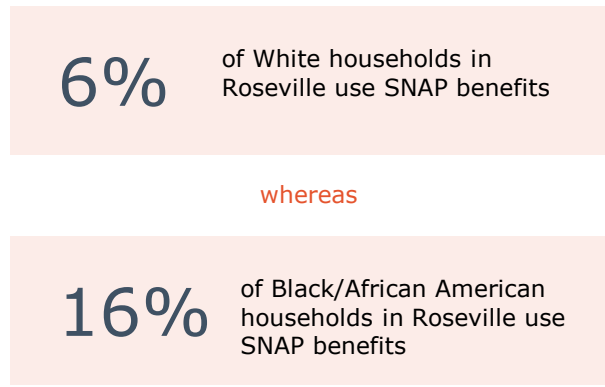 6%
of White households in
Roseville use SNAP benefits
whereas
16%
of Black/African American
households in Roseville use
SNAP benefits